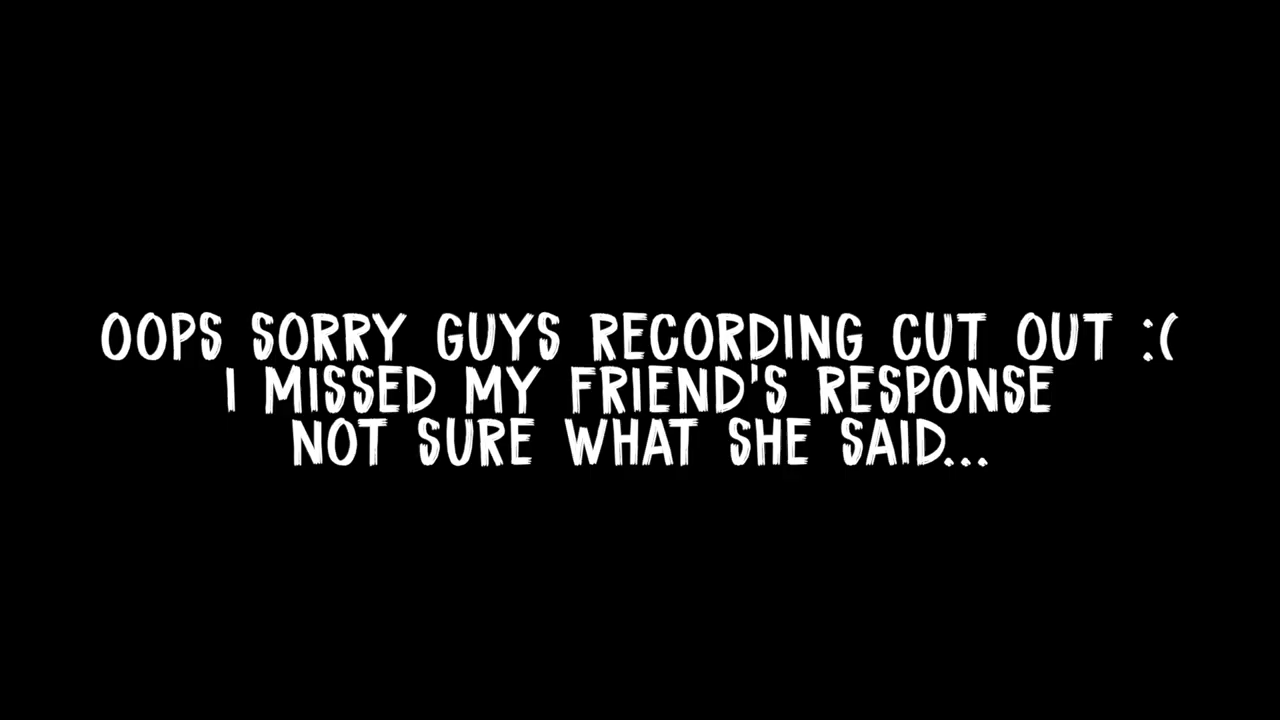 OOPS SORRY GUYS RECORDING CUT OUT :(
I MISSED MY FRIEND'S RESPONSE
NOT SURE WHAT SHE SAID...